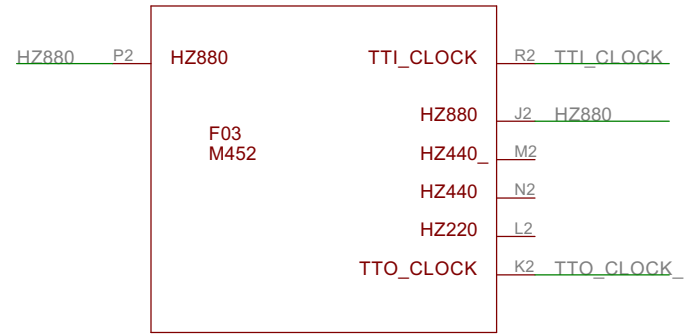 HZ880 P2 HZ880 TTI_CLOCK R2 TTI_CLOCK
HZ880 J2 HZ880
F03
M452
HZ440_ M2
HZ440 N2
HZ220 L2
TTO_CLOCK K2 TTO_CLOCK_